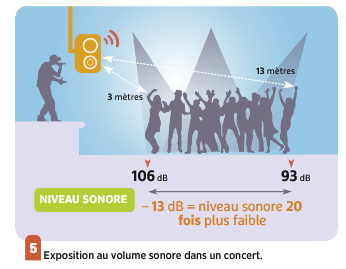 13 mètres
3 mètres
106 dB
93 dB
NIVEAU SONORE
– 13 dB = niveau sonore 20
fois plus faible
5
Exposition au volume sonore dans un concert.